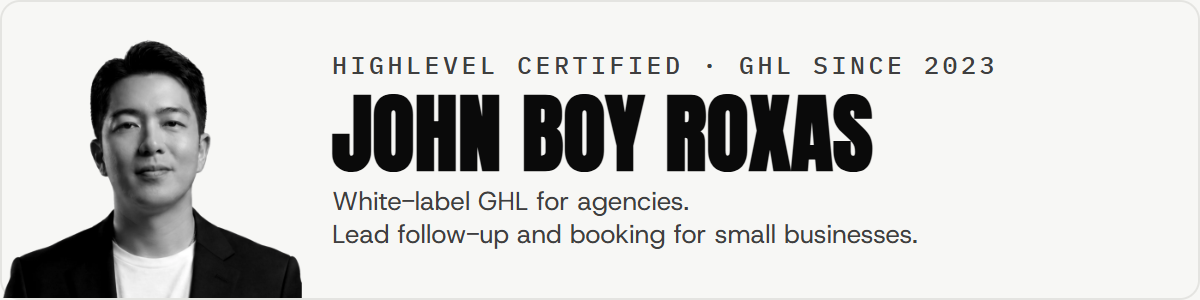 HIGHLEVEL CERTIFIED · GHL SINCE 2023
JOHN BOY ROXAS
White-label GHL for agencies.
Lead follow-up and booking for small businesses.